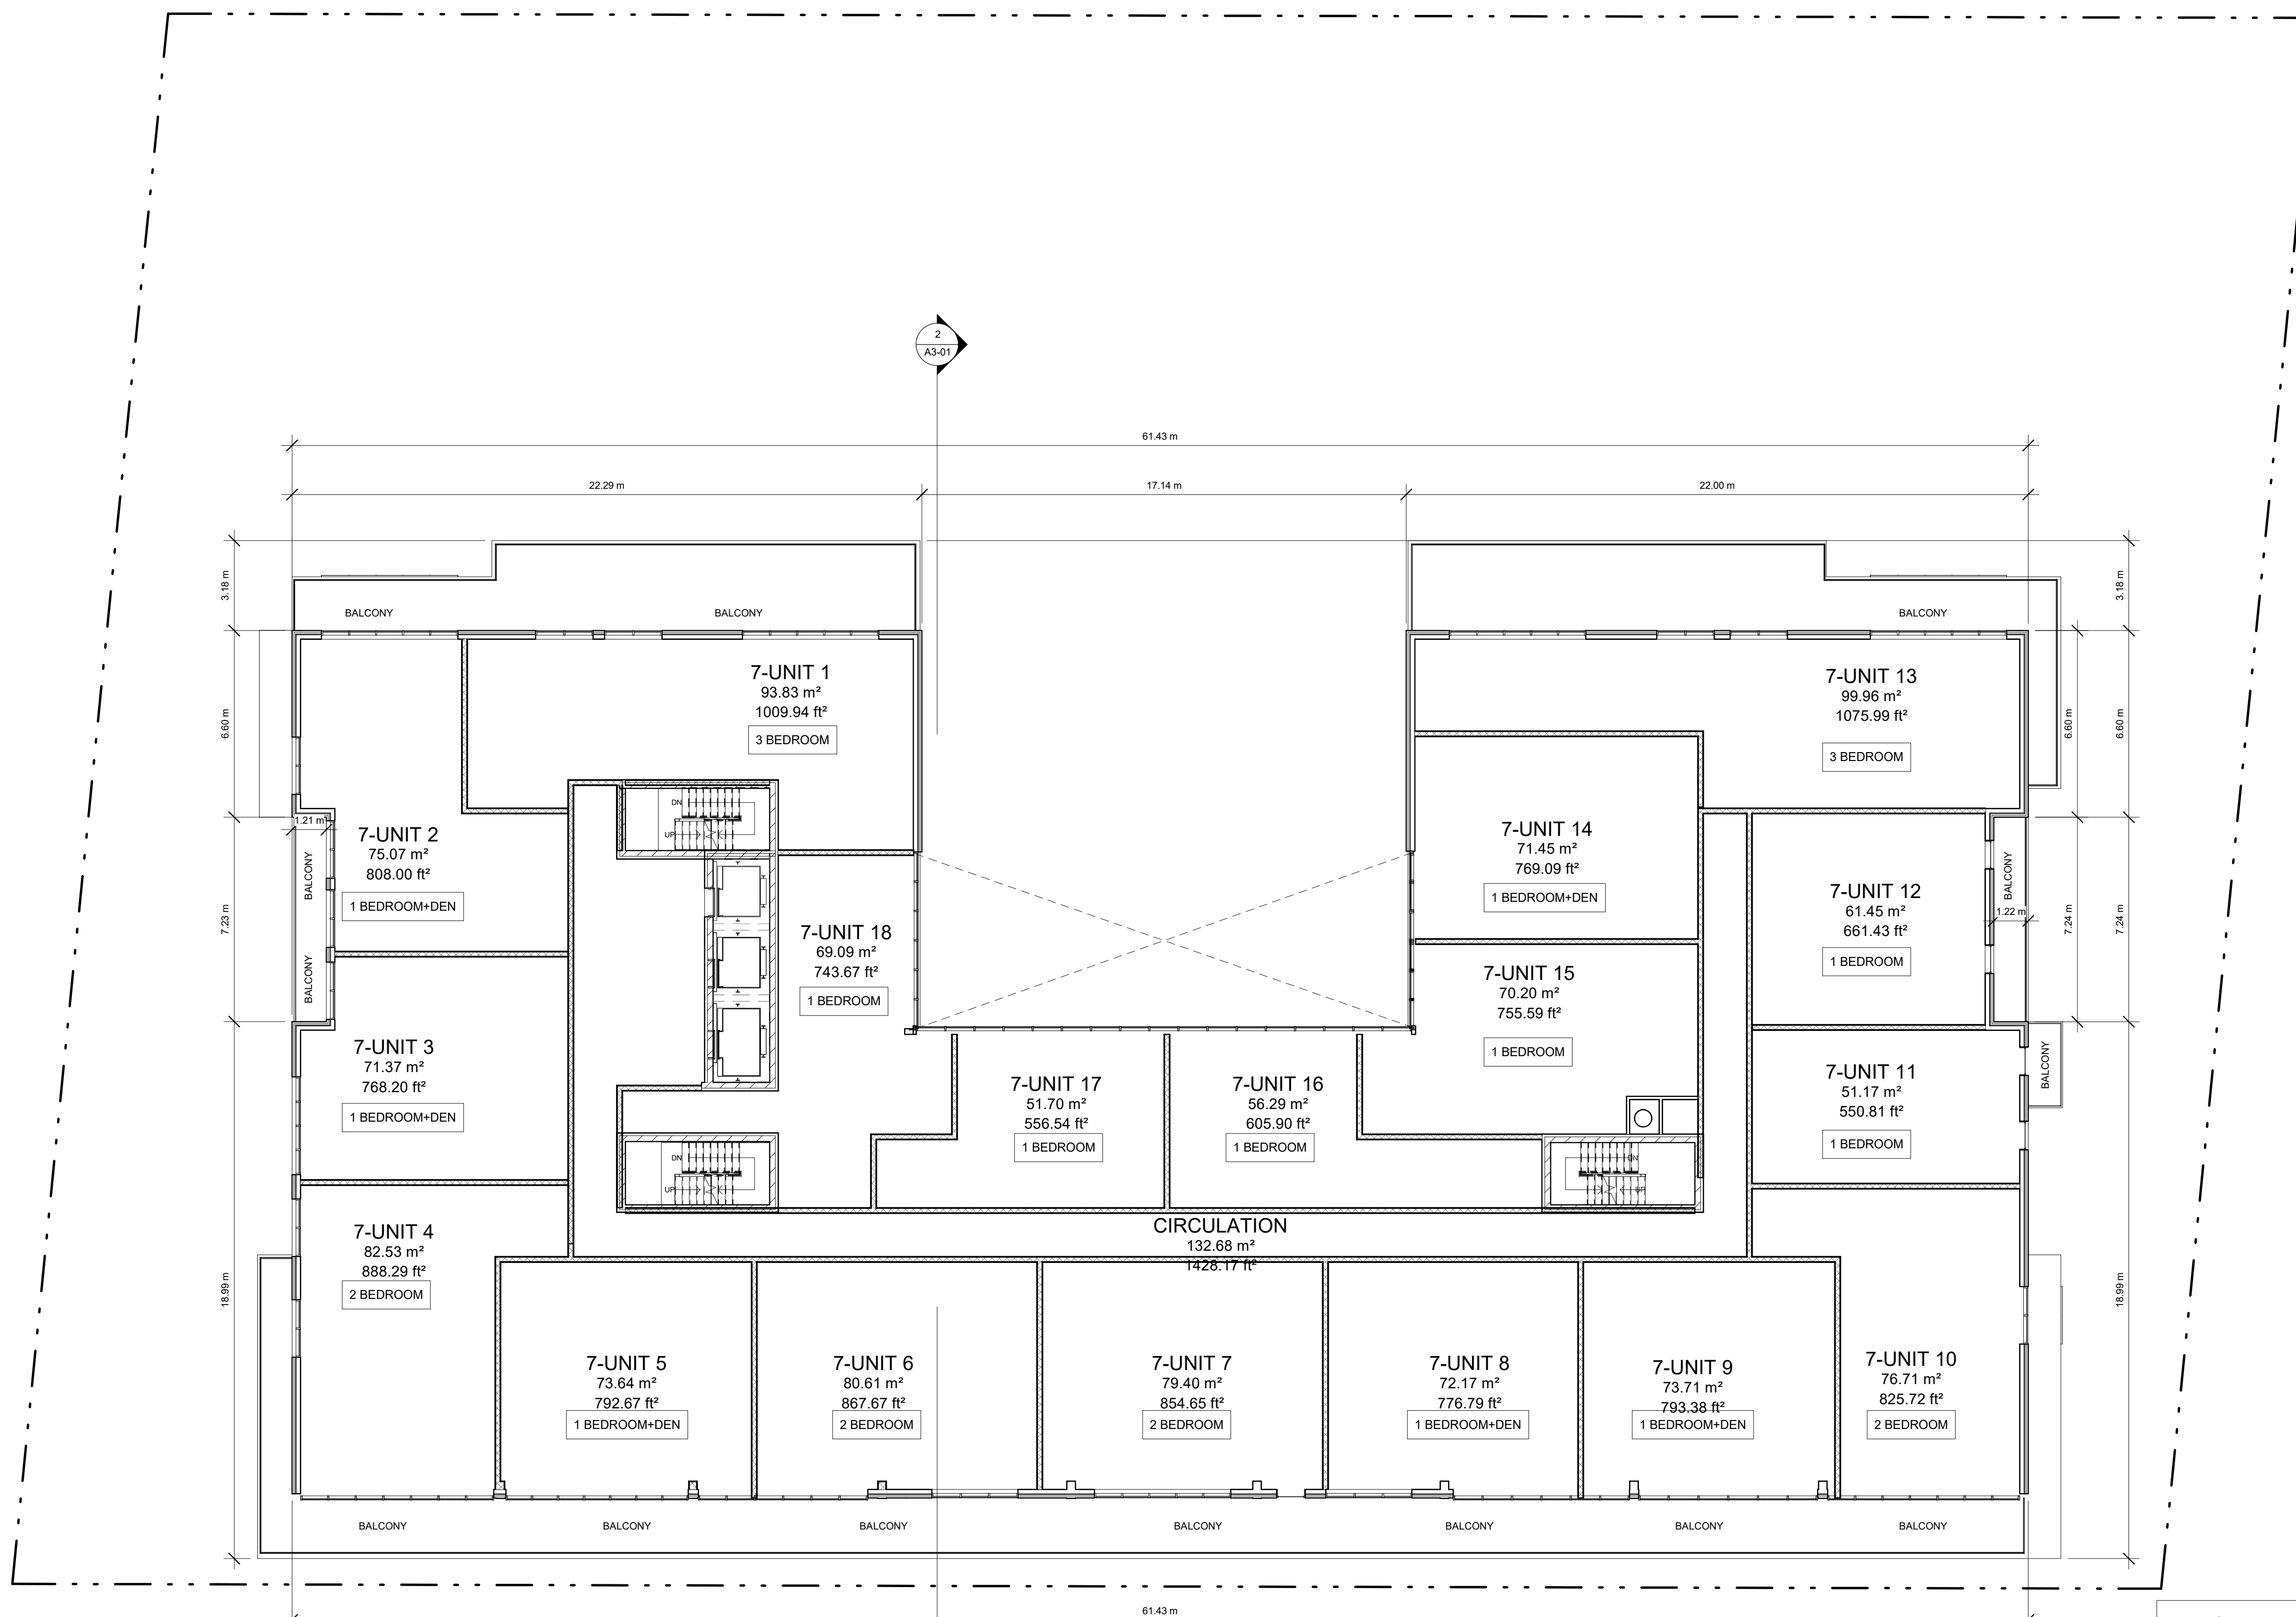 2
A3-01
61.43 m
22.29 m
17.14 m
22.00 m
3.18 m
3.18 m
BALCONY
BALCONY
BALCONY
7-UNIT 1
93.83 m²
1009.94 ft²
3 BEDROOM
7-UNIT 13
99.96 m²
1075.99 ft²
3 BEDROOM
6.60 m
6.60 m
6.60 m
DN
UP
1.21 m
7-UNIT 2
75.07 m²
808.00 ft²
1 BEDROOM+DEN
BALCONY
BALCONY
7.23 m
7-UNIT 14
71.45 m²
769.09 ft²
1 BEDROOM+DEN
7-UNIT 12
61.45 m²
661.43 ft²
1 BEDROOM
BALCONY
1.22 m
7.24 m
7.24 m
7-UNIT 18
69.09 m²
743.67 ft²
1 BEDROOM
7-UNIT 15
70.20 m²
755.59 ft²
1 BEDROOM
7-UNIT 3
71.37 m²
768.20 ft²
1 BEDROOM+DEN
7-UNIT 17
51.70 m²
556.54 ft²
1 BEDROOM
7-UNIT 16
56.29 m²
605.90 ft²
1 BEDROOM
7-UNIT 11
51.17 m²
550.81 ft²
1 BEDROOM
BALCONY
DN
UP
DN
UP
CIRCULATION
132.68 m²
1428.17 ft²
7-UNIT 4
82.53 m²
888.29 ft²
2 BEDROOM
18.99 m
18.99 m
7-UNIT 5
73.64 m²
792.67 ft²
1 BEDROOM+DEN
7-UNIT 6
80.61 m²
867.67 ft²
2 BEDROOM
7-UNIT 7
79.40 m²
854.65 ft²
2 BEDROOM
7-UNIT 8
72.17 m²
776.79 ft²
1 BEDROOM+DEN
7-UNIT 9
73.71 m²
793.38 ft²
1 BEDROOM+DEN
7-UNIT 10
76.71 m²
825.72 ft²
2 BEDROOM
BALCONY
BALCONY
BALCONY
BALCONY
BALCONY
BALCONY
BALCONY
61.43 m